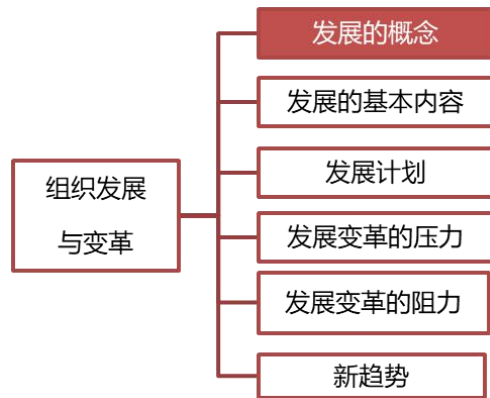 发展的概念
发展的基本内容
组织发展
与变革
发展计划
发展变革的压力
发展变革的阻力
新趋势